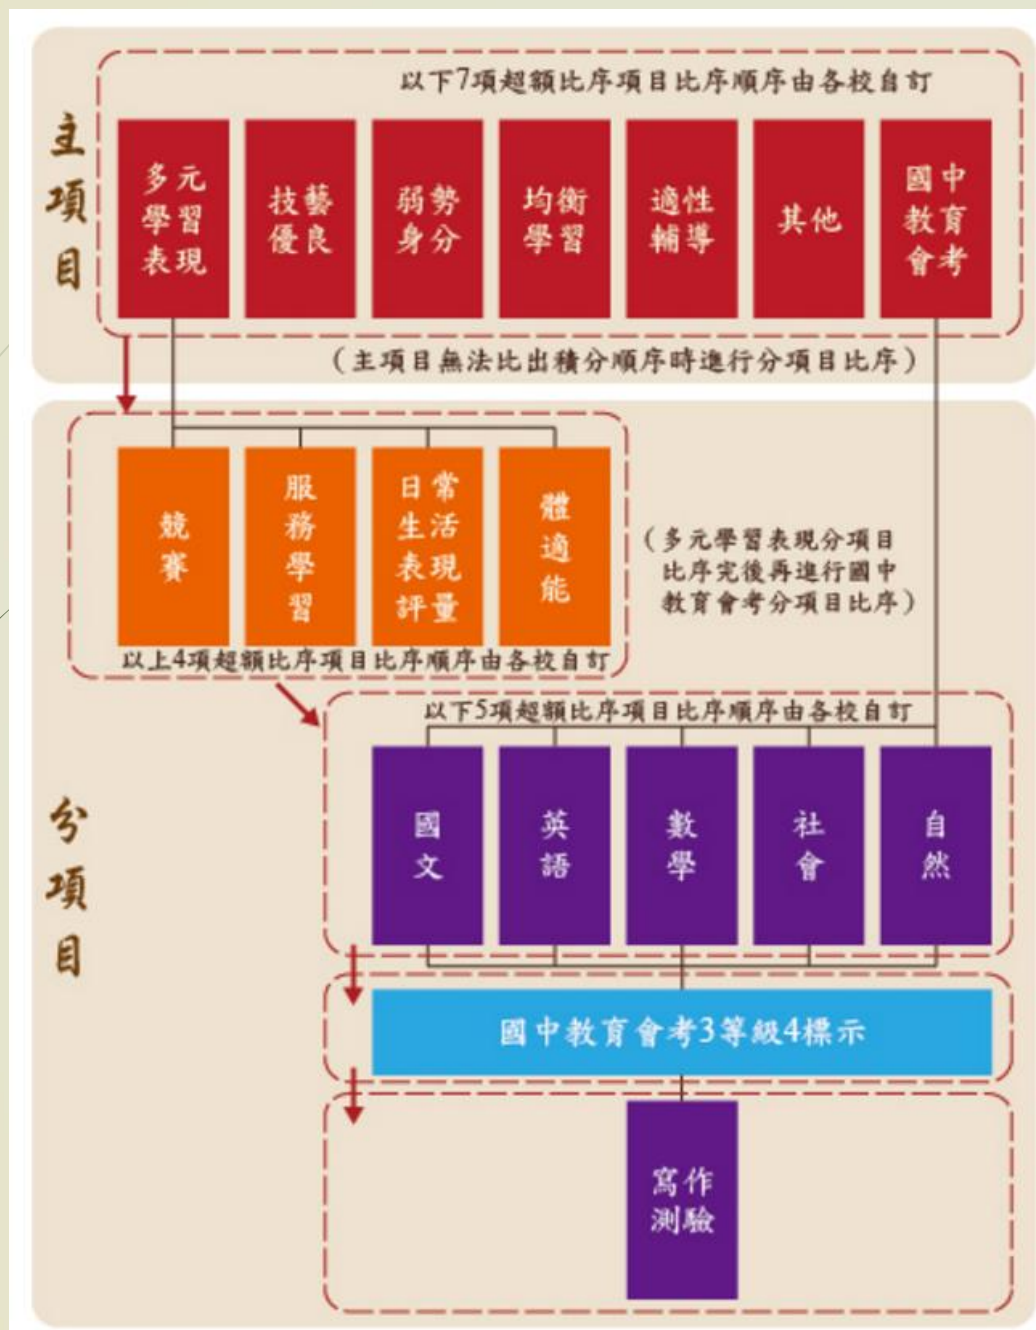 主項目
以下7項超額比序項目比序順序由各校自訂
多元
學習
表現
技藝
優良
弱勢
身分
均衡
學習
適性
輔導
其他
國中
教育
會考
（主項目無法比出積分順序時進行分項目比序）
分項目
競賽
服務學習
日常
生活
表現
評量
體適能
（多元學習表現分項目
比序完後再進行國中
教育會考分項目比序）
以上4項超額比序項目比序順序由各校自訂
以下5項超額比序項目比序順序由各校自訂
國文
英語
數學
社會
自然
國中教育會考3等級4標示
寫作
測驗